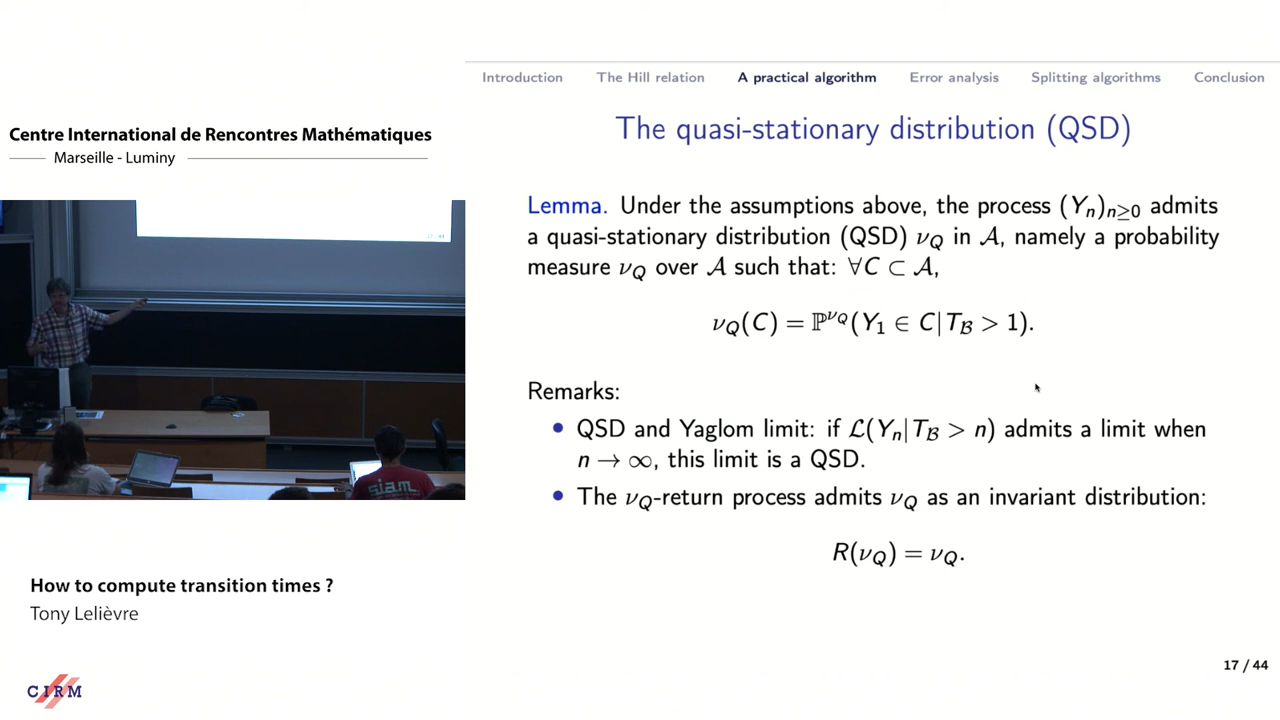 Introduction The Hill relation A practical algorithm Error analysis Splitting algorithms Conclusion
Centre International de Rencontres Mathématiques
Marseille - Luminy
The quasi-stationary distribution (QSD)
Lemma. Under the assumptions above, the process (Yₙ)ₙ≥₀ admits
a quasi-stationary distribution (QSD) ν_Q in 𝒜, namely a probability
measure ν_Q over 𝒜 such that: ∀C ⊂ 𝒜,
ν_Q(C) = ℙ^{ν_Q}(Y₁ ∈ C|T_ℬ > 1).
Remarks:
• QSD and Yaglom limit: if ℒ(Yₙ|T_ℬ > n) admits a limit when
n → ∞, this limit is a QSD.
• The ν_Q-return process admits ν_Q as an invariant distribution:
R(ν_Q) = ν_Q.
17 / 44
siam
How to compute transition times ?
Tony Lelièvre
CIRM